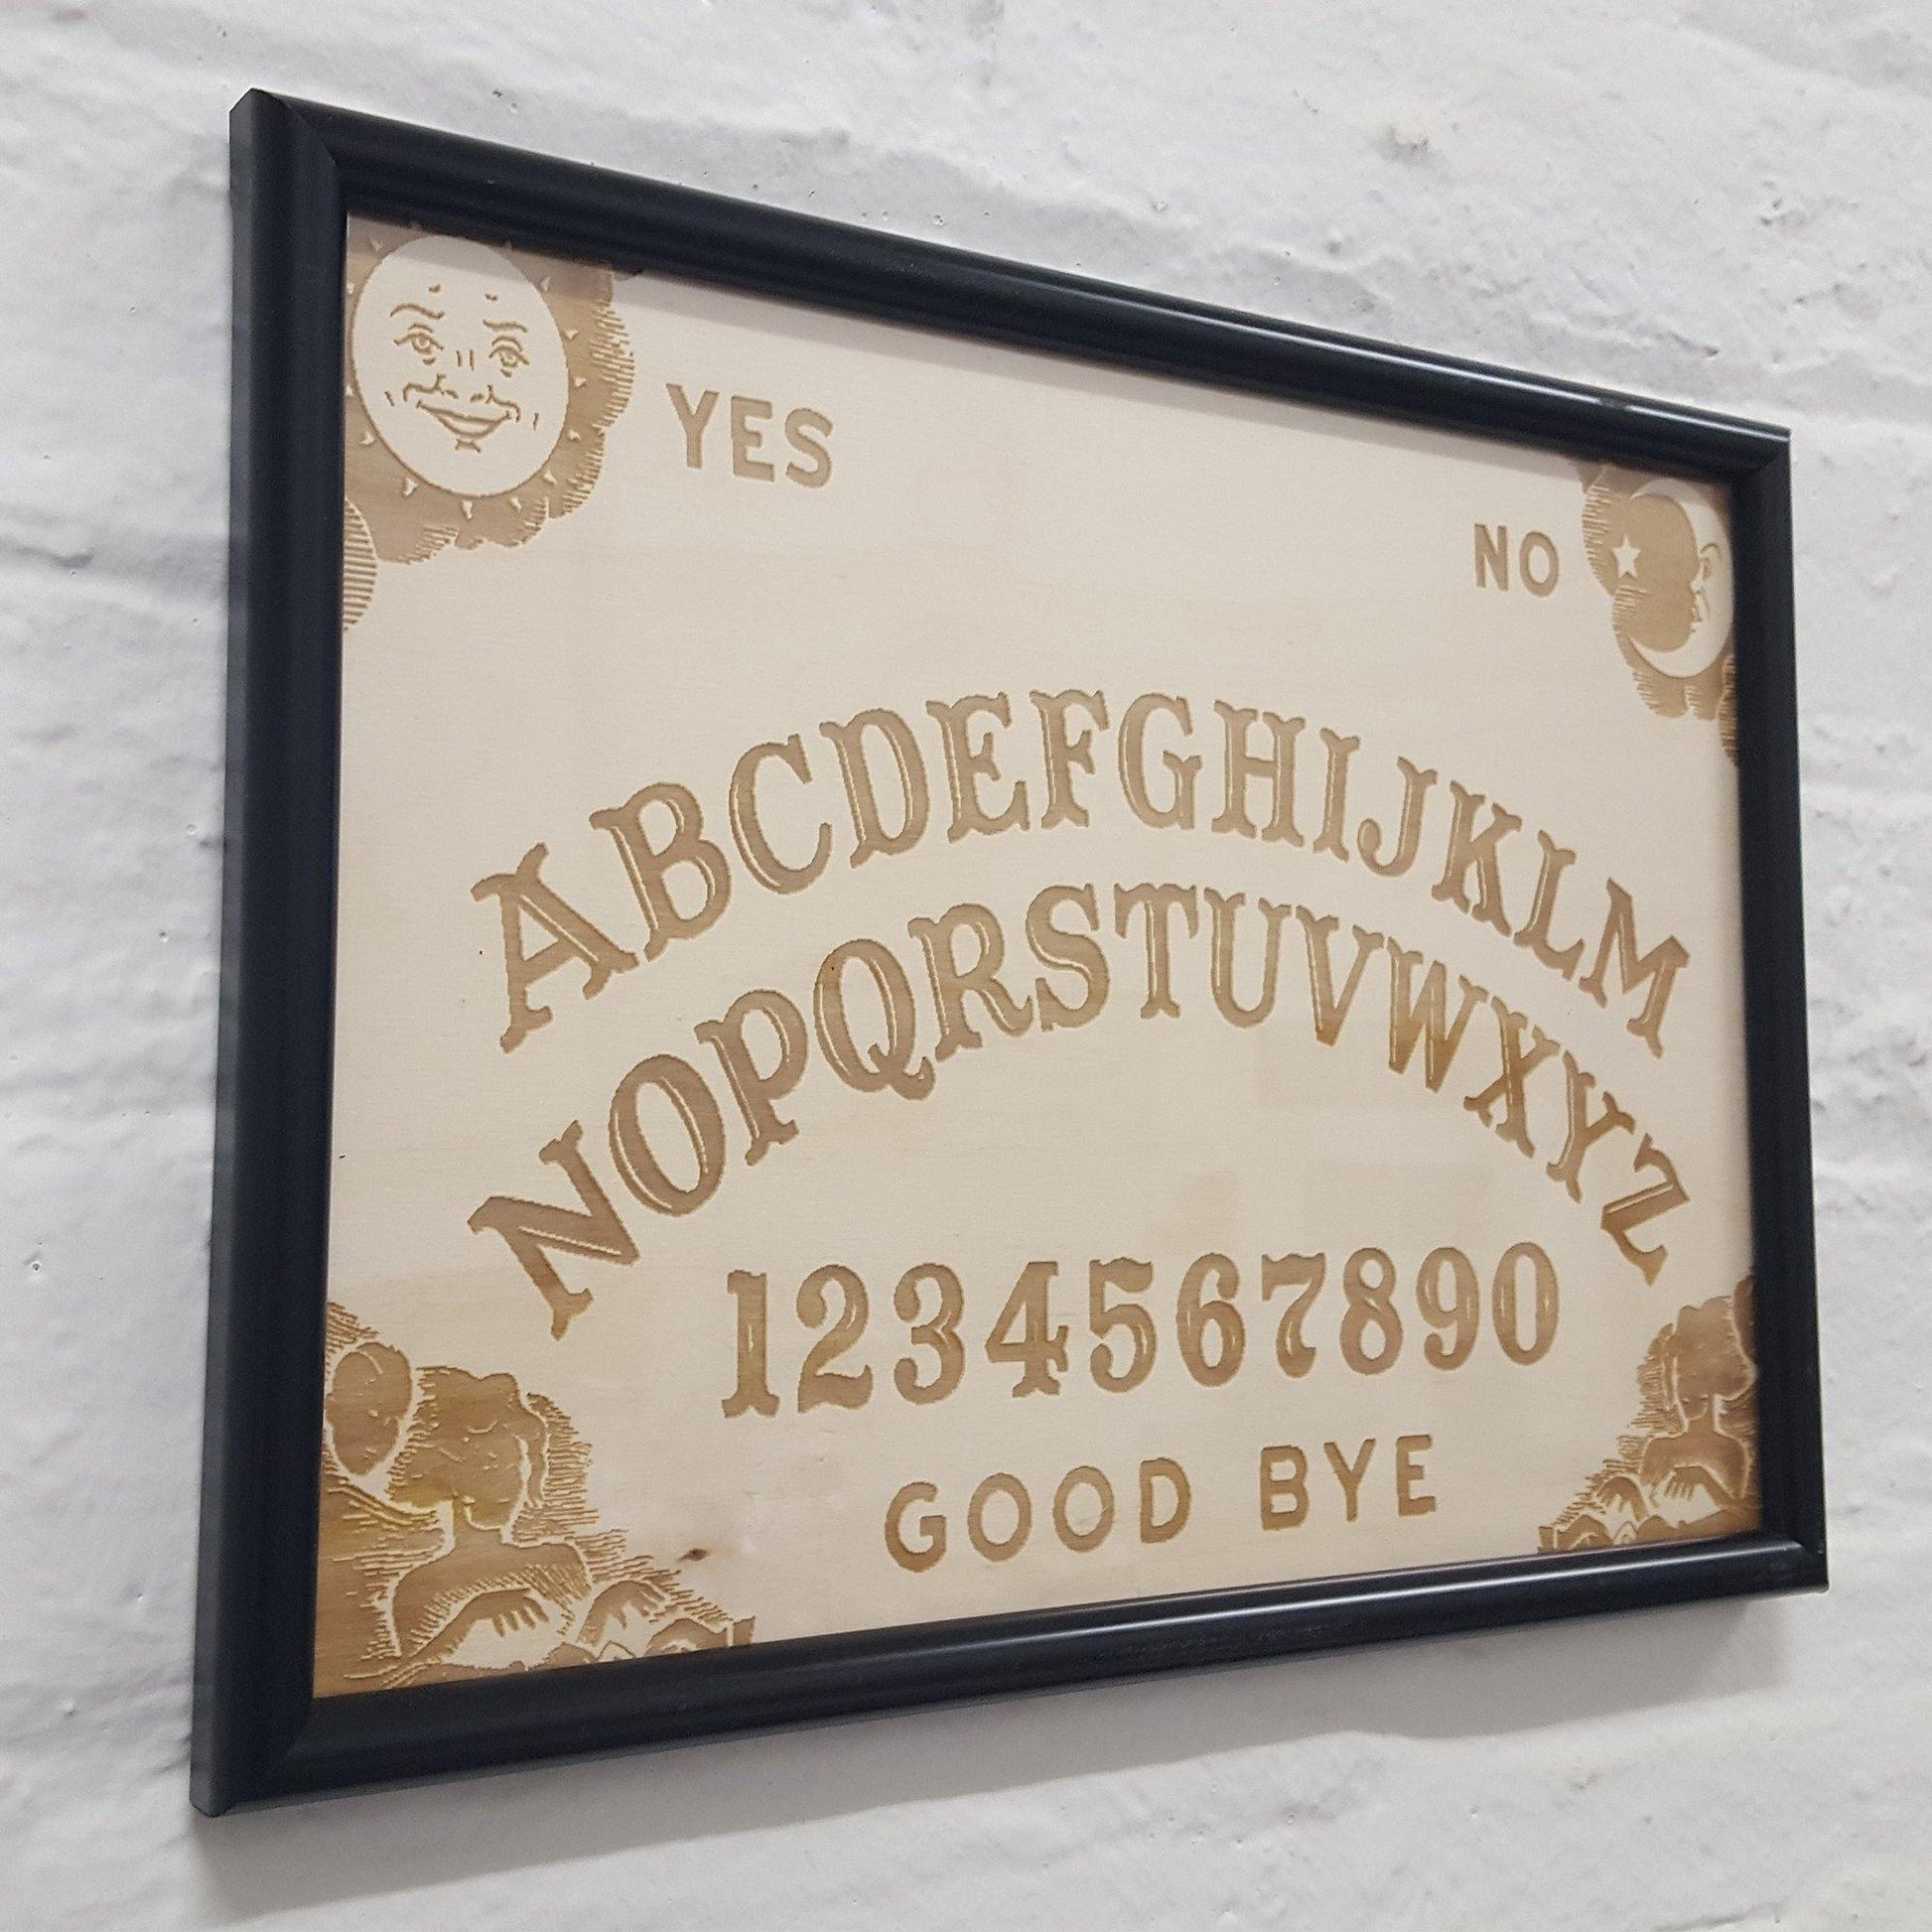 YES
NO
ABCDEFGHIJKLM
NOPQRSTUVWXYZ
1234567890
GOOD BYE